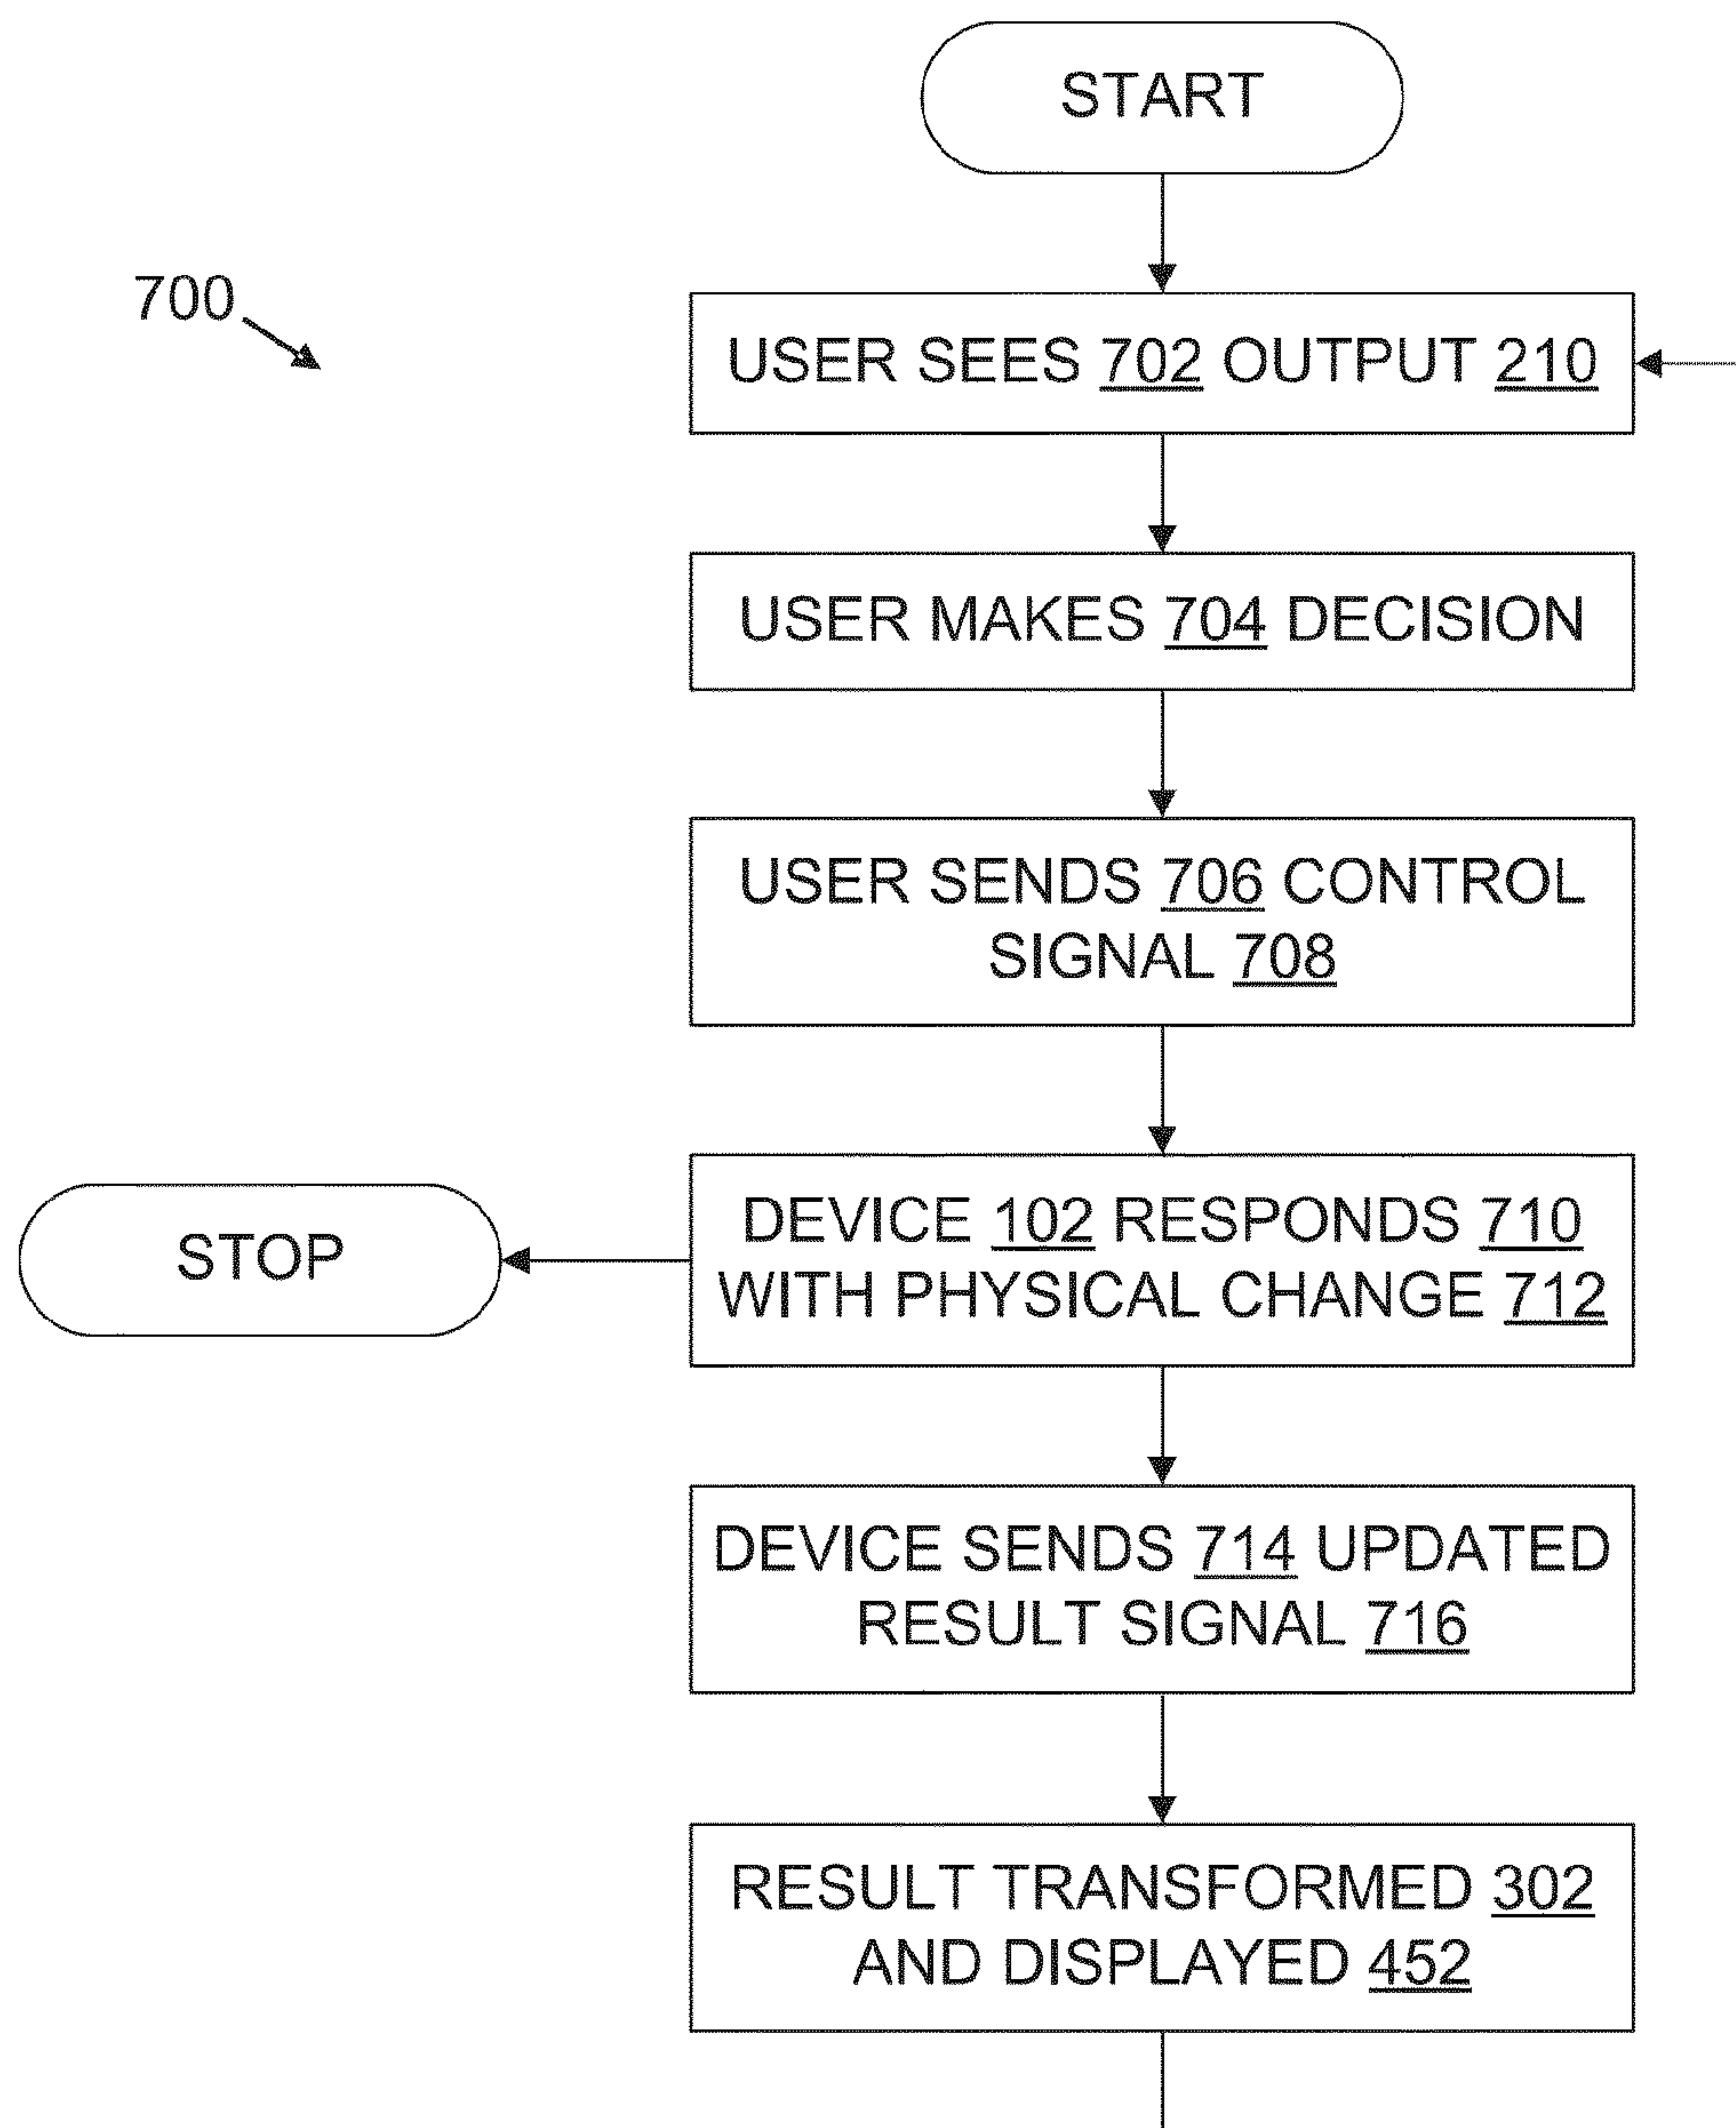 START
700
USER SEES 702 OUTPUT 210
USER MAKES 704 DECISION
USER SENDS 706 CONTROL
SIGNAL 708
DEVICE 102 RESPONDS 710
WITH PHYSICAL CHANGE 712
STOP
DEVICE SENDS 714 UPDATED
RESULT SIGNAL 716
RESULT TRANSFORMED 302
AND DISPLAYED 452